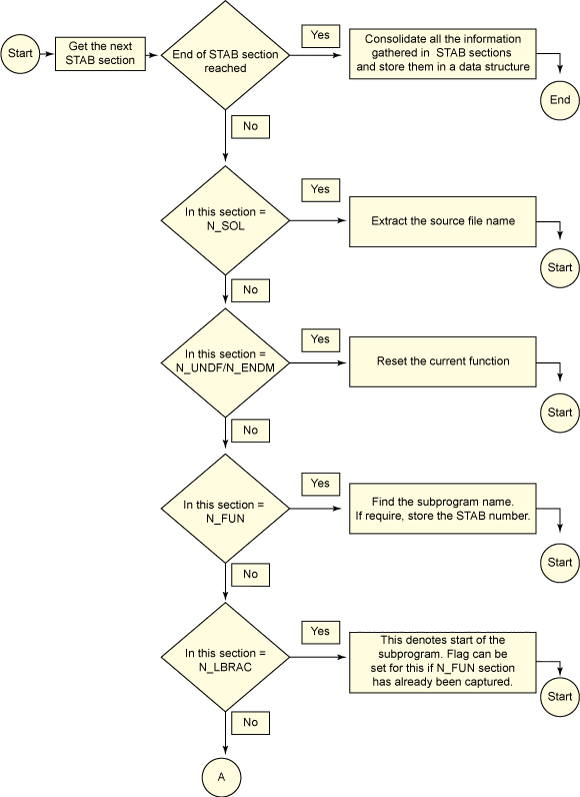 Start
Get the next
STAB section
End of STAB section
reached
Yes
Consolidate all the information
gathered in STAB sections
and store them in a data structure
End
No
In this section =
N_SOL
Yes
Extract the source file name
Start
No
In this section =
N_UNDF/N_ENDM
Yes
Reset the current function
Start
No
In this section =
N_FUN
Yes
Find the subprogram name.
If require, store the STAB number.
Start
No
In this section =
N_LBRAC
Yes
This denotes start of the
subprogram. Flag can be
set for this if N_FUN section
has already been captured.
Start
No
A